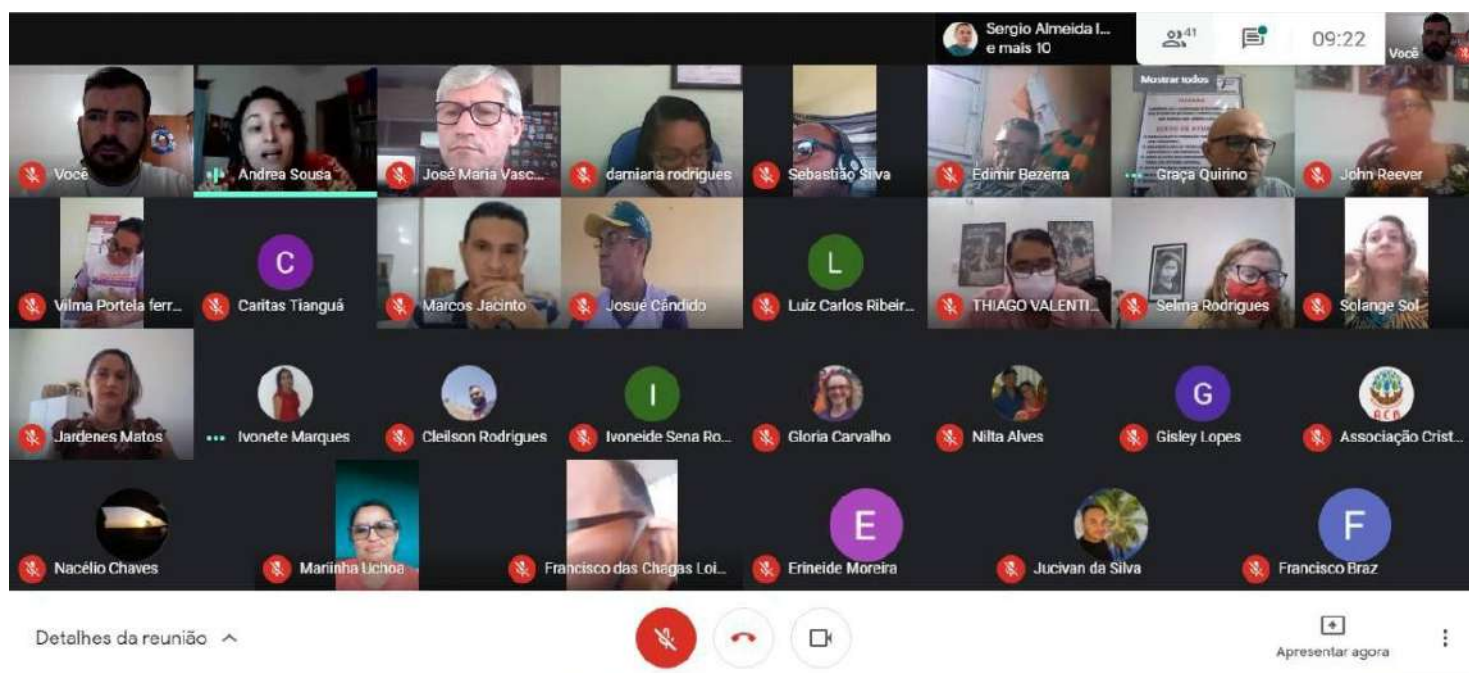 Sergio Almeida I...
e mais 10
41
09:22
Você
Mostrar todos
Você
Andrea Sousa
José Maria Vasc...
damiana rodrigues
Sebastião Silva
Edimir Bezerra
Graça Quirino
John Reever
Vilma Portela ferr...
C
Caritas Tianguá
Marcos Jacinto
Josué Cândido
L
Luiz Carlos Ribeir...
THIAGO VALENTI...
Selma Rodrigues
Solange Sol
Jardenes Matos
Ivonete Marques
Cleilson Rodrigues
I
Ivoneide Sena Ro...
Gloria Carvalho
Nilta Alves
G
Gisley Lopes
ACB
Associação Crist...
Nacélio Chaves
Mariinha Uchoa
Francisco das Chagas Loi...
E
Erineide Moreira
Jucivan da Silva
F
Francisco Braz
Detalhes da reunião
Apresentar agora